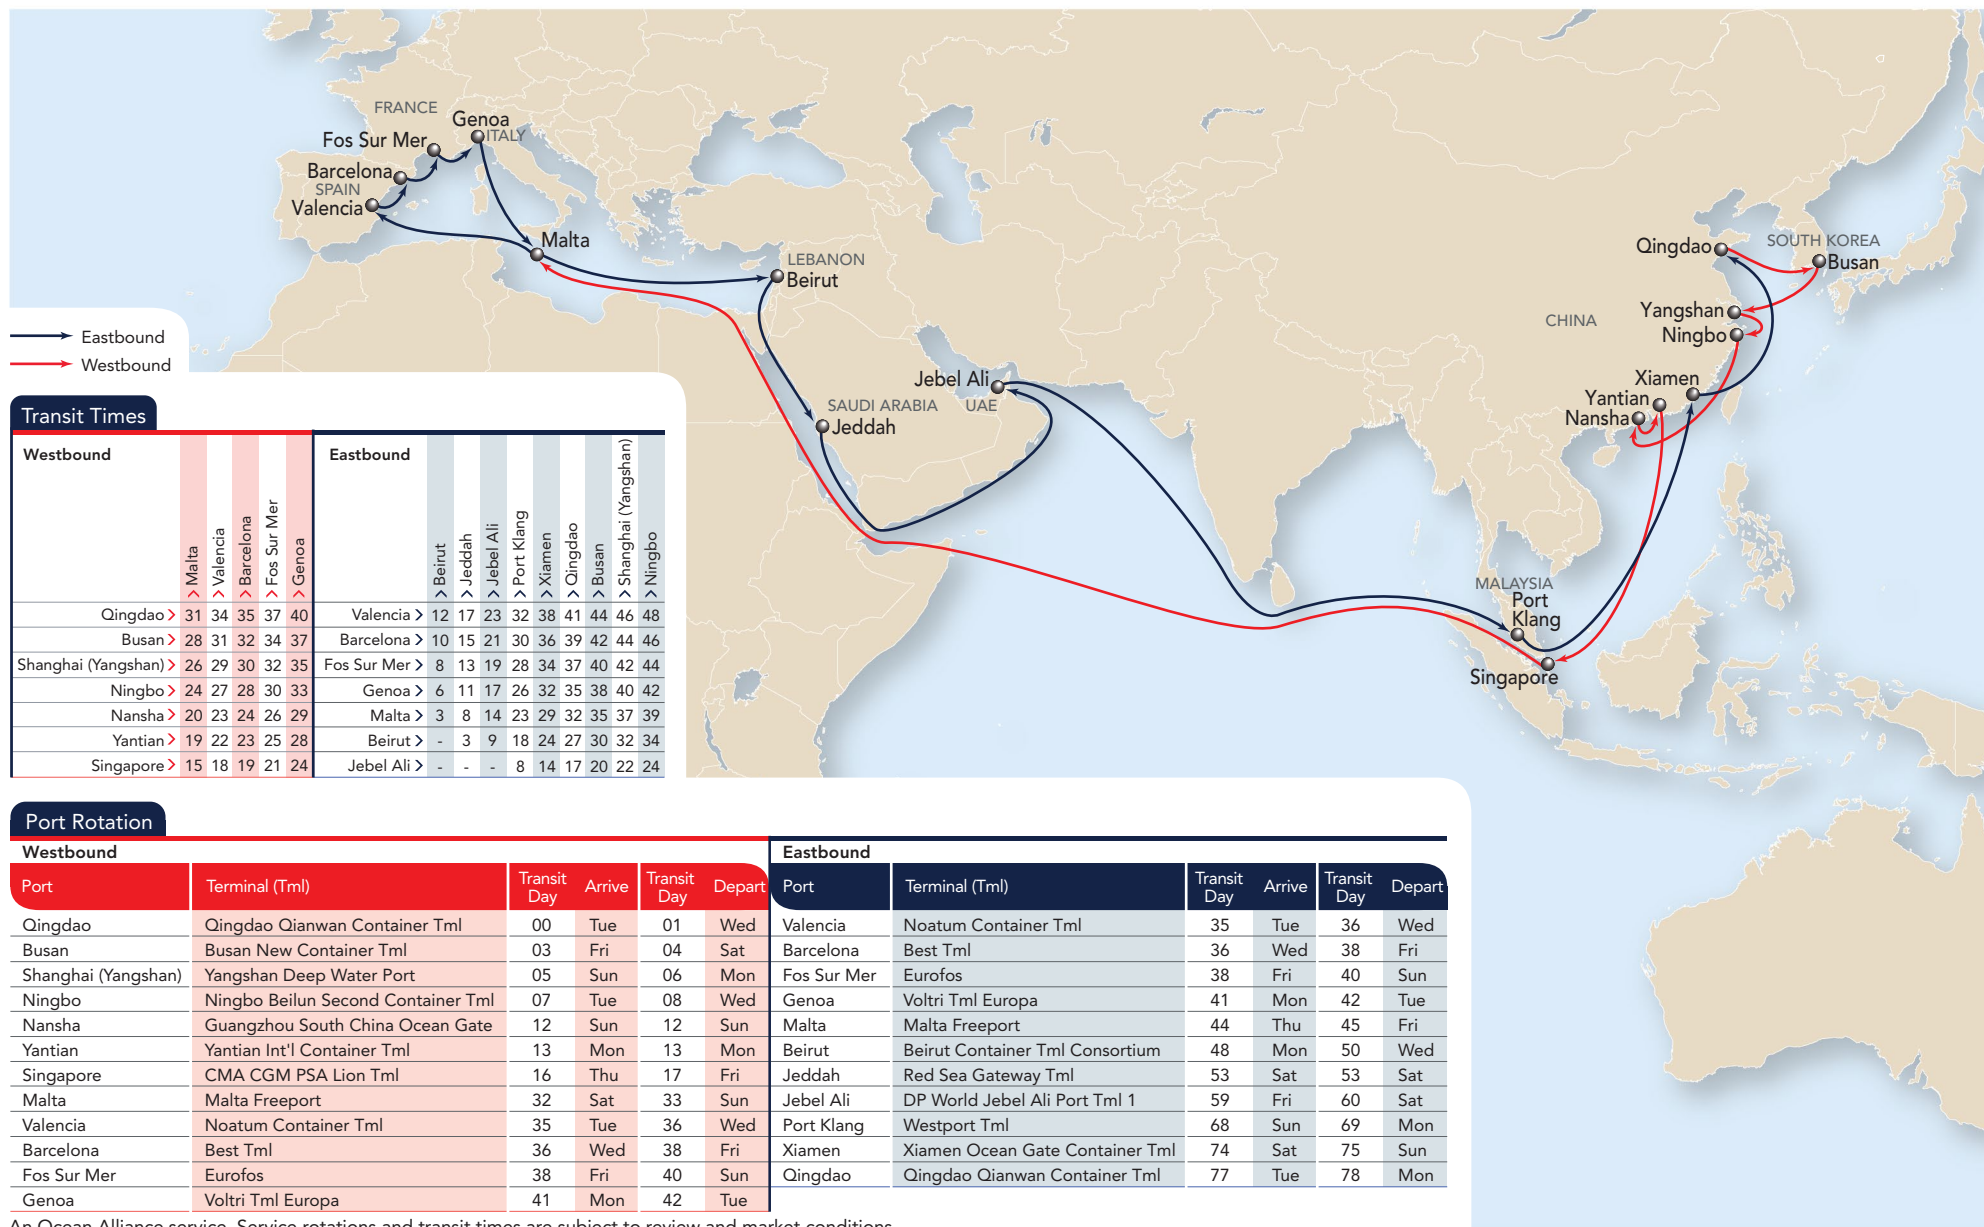 FRANCE
Genoa
ITALY
Fos Sur Mer
Barcelona
SPAIN
Valencia
Malta
LEBANON
Beirut
Qingdao
SOUTH KOREA
Busan
Yangshan
CHINA
Ningbo
Jebel Ali
SAUDI ARABIA UAE
Jeddah
Xiamen
Yantian
Nansha
MALAYSIA
Port
Klang
Singapore
Eastbound
Westbound
Transit Times
Westbound Malta Valencia Barcelona Fos Sur Mer Genoa Eastbound Beirut Jeddah Jebel Ali Port Klang Xiamen Qingdao Busan Shanghai (Yangshan) Ningbo
Qingdao 31 34 35 37 40 Valencia 12 17 23 32 38 41 44 46 48
Busan 28 31 32 34 37 Barcelona 10 15 21 30 36 39 42 44 46
Shanghai (Yangshan) 26 29 30 32 35 Fos Sur Mer 8 13 19 28 34 37 40 42 44
Ningbo 24 27 28 30 33 Genoa 6 11 17 26 32 35 38 40 42
Nansha 20 23 24 26 29 Malta 3 8 14 23 29 32 35 37 39
Yantian 19 22 23 25 28 Beirut - 3 9 18 24 27 30 32 34
Singapore 15 18 19 21 24 Jebel Ali - - - 8 14 17 20 22 24
Port Rotation
Westbound Eastbound
Port Terminal (Tml) Transit Day Arrive Transit Day Depart Port Terminal (Tml) Transit Day Arrive Transit Day Depart
Qingdao Qingdao Qianwan Container Tml 00 Tue 01 Wed Valencia Noatum Container Tml 35 Tue 36 Wed
Busan Busan New Container Tml 03 Fri 04 Sat Barcelona Best Tml 36 Wed 38 Fri
Shanghai (Yangshan) Yangshan Deep Water Port 05 Sun 06 Mon Fos Sur Mer Eurofos 38 Fri 40 Sun
Ningbo Ningbo Beilun Second Container Tml 07 Tue 08 Wed Genoa Voltri Tml Europa 41 Mon 42 Tue
Nansha Guangzhou South China Ocean Gate 12 Sun 12 Sun Malta Malta Freeport 44 Thu 45 Fri
Yantian Yantian Int'l Container Tml 13 Mon 13 Mon Beirut Beirut Container Tml Consortium 48 Mon 50 Wed
Singapore CMA CGM PSA Lion Tml 16 Thu 17 Fri Jeddah Red Sea Gateway Tml 53 Sat 53 Sat
Malta Malta Freeport 32 Sat 33 Sun Jebel Ali DP World Jebel Ali Port Tml 1 59 Fri 60 Sat
Valencia Noatum Container Tml 35 Tue 36 Wed Port Klang Westport Tml 68 Sun 69 Mon
Barcelona Best Tml 36 Wed 38 Fri Xiamen Xiamen Ocean Gate Container Tml 74 Sat 75 Sun
Fos Sur Mer Eurofos 38 Fri 40 Sun Qingdao Qingdao Qianwan Container Tml 77 Tue 78 Mon
Genoa Voltri Tml Europa 41 Mon 42 Tue
An Ocean Alliance service. Service rotations and transit times are subject to review and market conditions